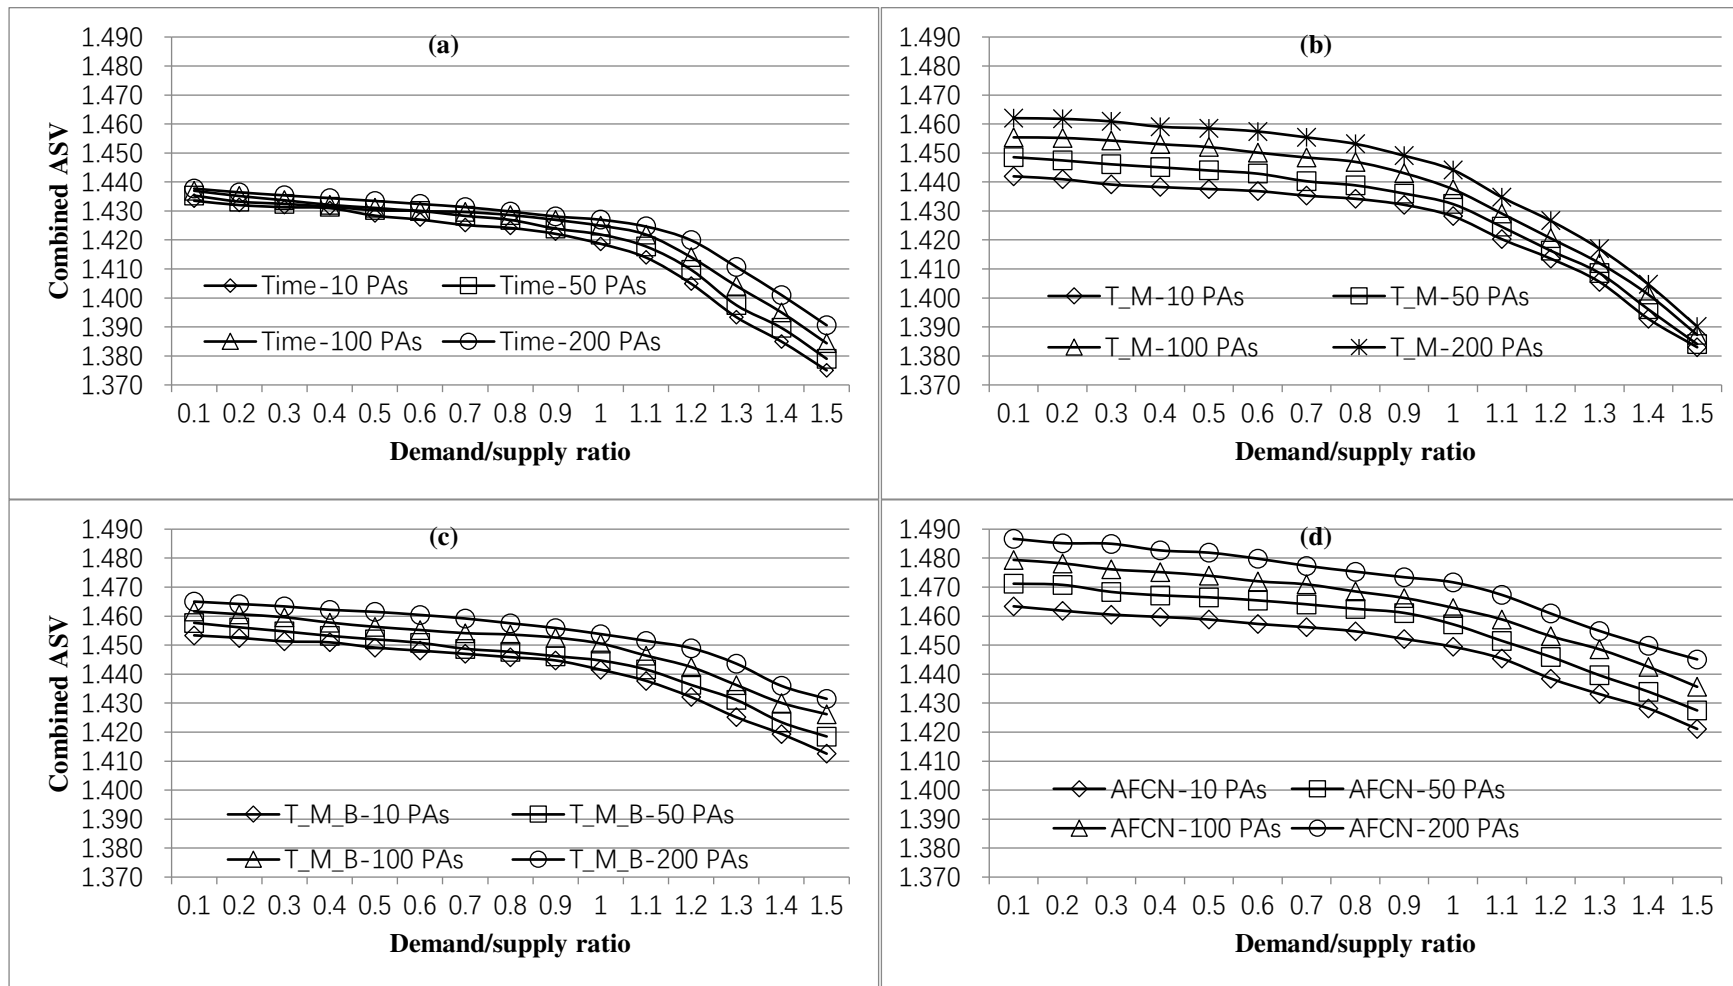 (a)
Combined ASV
1.490
1.480
1.470
1.460
1.450
1.440
1.430
1.420
1.410
1.400
1.390
1.380
1.370
Time-10 PAs Time-50 PAs
Time-100 PAs Time-200 PAs
0.1 0.2 0.3 0.4 0.5 0.6 0.7 0.8 0.9 1 1.1 1.2 1.3 1.4 1.5
Demand/supply ratio
(b)
1.490
1.480
1.470
1.460
1.450
1.440
1.430
1.420
1.410
1.400
1.390
1.380
1.370
T_M-10 PAs T_M-50 PAs
T_M-100 PAs T_M-200 PAs
0.1 0.2 0.3 0.4 0.5 0.6 0.7 0.8 0.9 1 1.1 1.2 1.3 1.4 1.5
Demand/supply ratio
(c)
Combined ASV
1.490
1.480
1.470
1.460
1.450
1.440
1.430
1.420
1.410
1.400
1.390
1.380
1.370
T_M_B-10 PAs T_M_B-50 PAs
T_M_B-100 PAs T_M_B-200 PAs
0.1 0.2 0.3 0.4 0.5 0.6 0.7 0.8 0.9 1 1.1 1.2 1.3 1.4 1.5
Demand/supply ratio
(d)
1.490
1.480
1.470
1.460
1.450
1.440
1.430
1.420
1.410
1.400
1.390
1.380
1.370
AFCN-10 PAs AFCN-50 PAs
AFCN-100 PAs AFCN-200 PAs
0.1 0.2 0.3 0.4 0.5 0.6 0.7 0.8 0.9 1 1.1 1.2 1.3 1.4 1.5
Demand/supply ratio